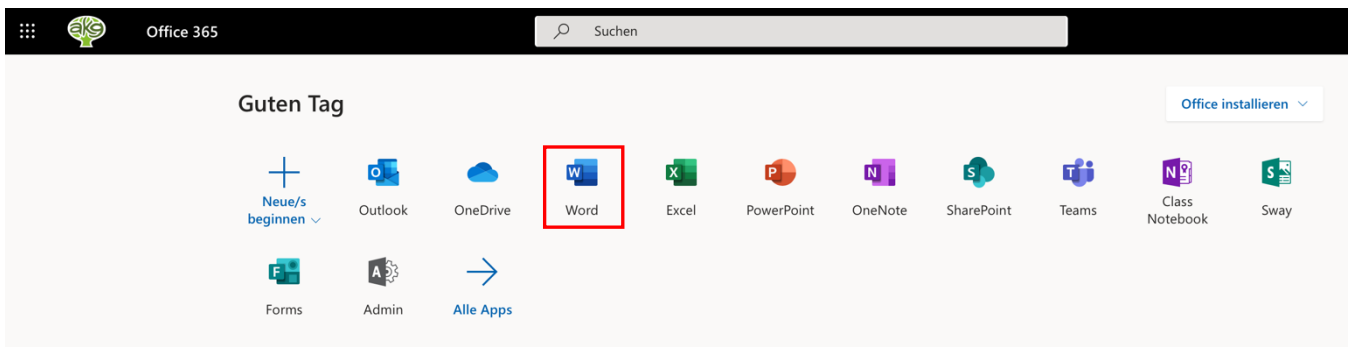 akg
Office 365
Suchen
Guten Tag
Office installieren
Neue/s
beginnen
Outlook
OneDrive
Word
Excel
PowerPoint
OneNote
SharePoint
Teams
Class
Notebook
Sway
Forms
Admin
Alle Apps